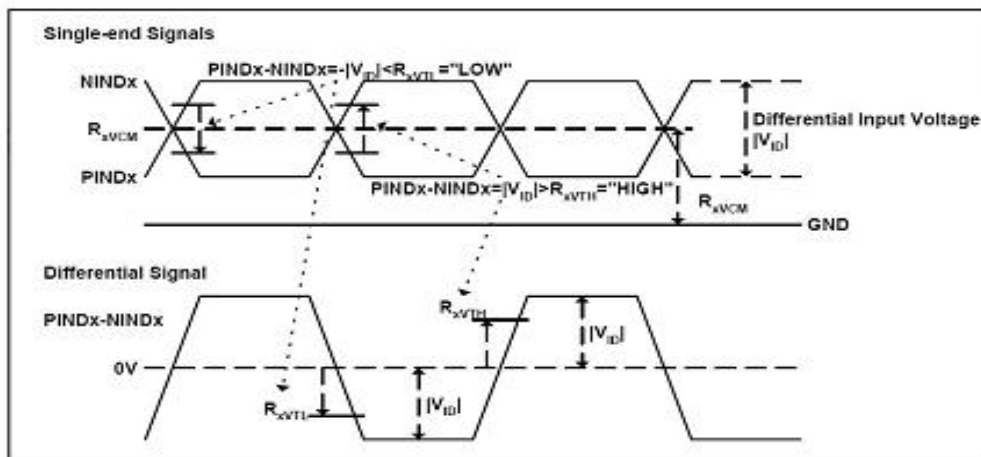 Single-end Signals
PINDx-NINDx=-|VID|<RxVTL="LOW"
NINDx
RxVCM
Differential Input Voltage
|VID|
PINDx
PINDx-NINDx=|VID|>RxVTH="HIGH"
RxVCM
GND
Differential Signal
PINDx-NINDx
RxVTH
|VID|
0V
RxVTL
|VID|